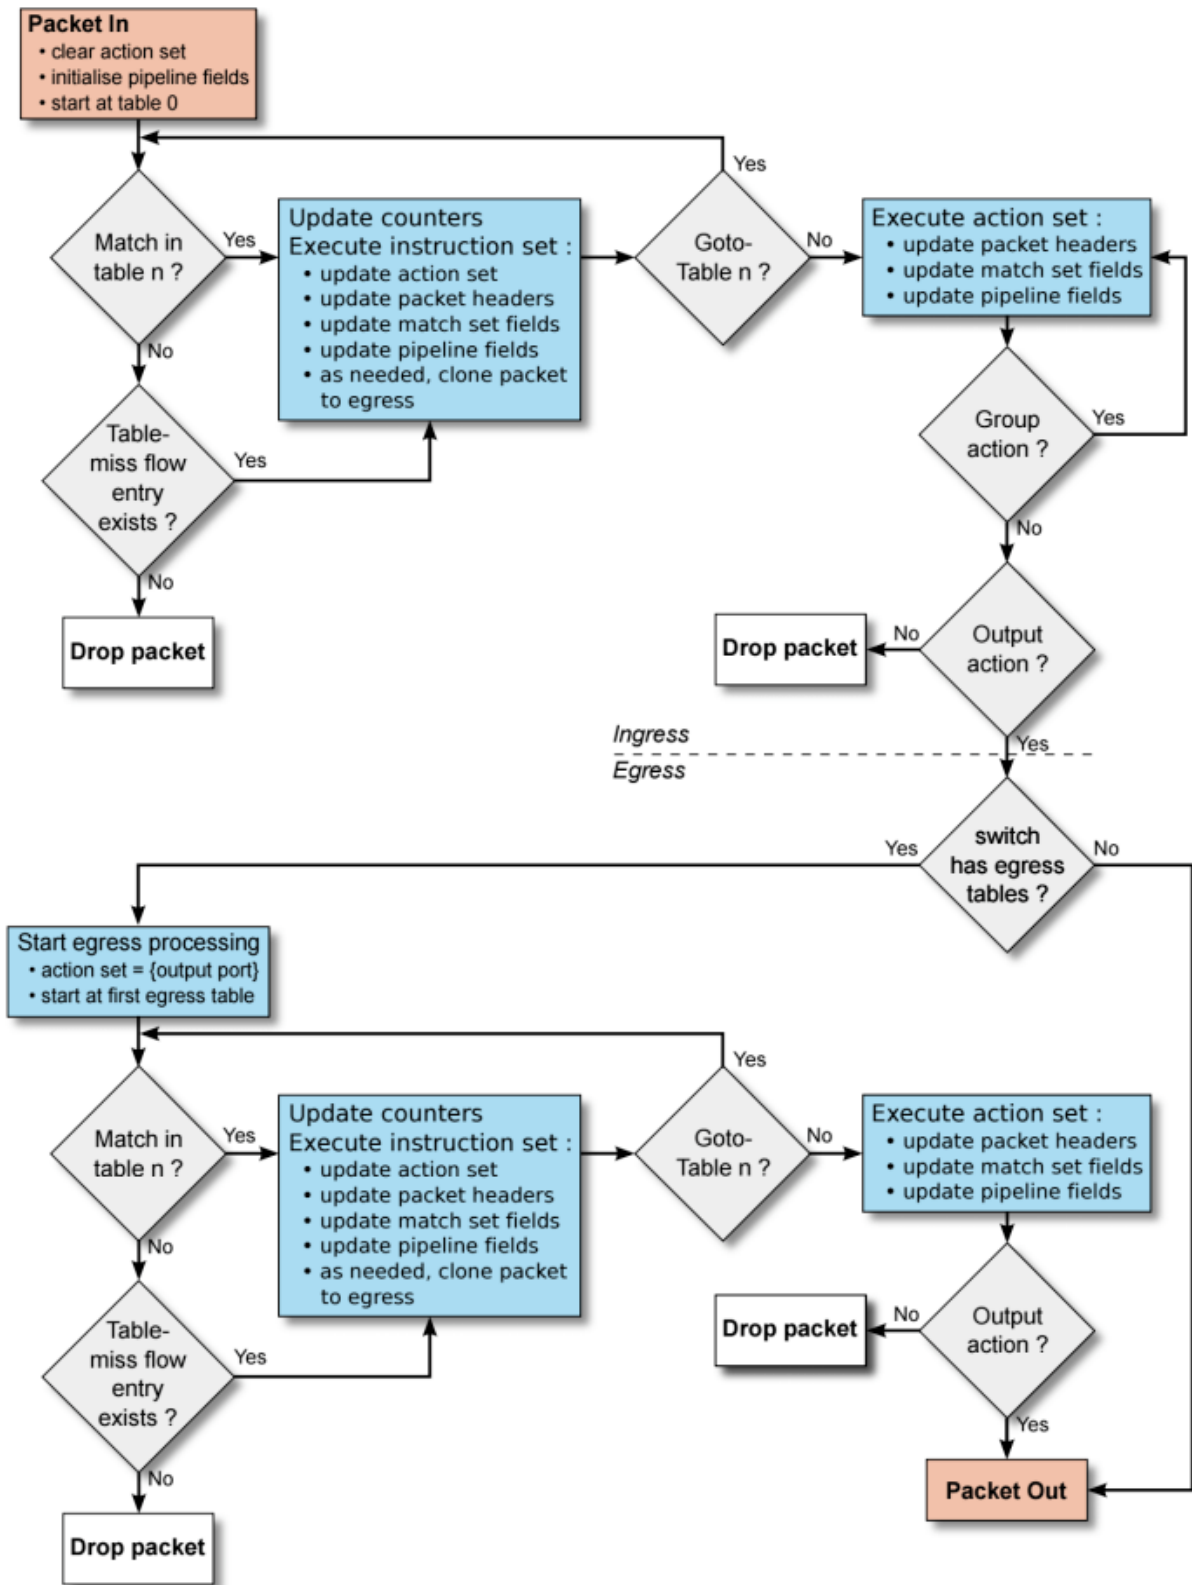 Packet In
• clear action set
• initialise pipeline fields
• start at table 0
Yes
Match in
table n ?
Yes
Update counters
Execute instruction set :
• update action set
• update packet headers
• update match set fields
• update pipeline fields
• as needed, clone packet
to egress
Goto-
Table n ?
No
Execute action set :
• update packet headers
• update match set fields
• update pipeline fields
No
Group
action ?
Yes
Table-
miss flow
entry
exists ?
Yes
No
No
Drop packet
Output
action ?
No
Drop packet
Ingress
Yes
Egress
switch
has egress
tables ?
Yes
No
Start egress processing
• action set = {output port}
• start at first egress table
Yes
Match in
table n ?
Yes
Update counters
Execute instruction set :
• update action set
• update packet headers
• update match set fields
• update pipeline fields
• as needed, clone packet
to egress
Goto-
Table n ?
No
Execute action set :
• update packet headers
• update match set fields
• update pipeline fields
No
Table-
miss flow
entry
exists ?
Yes
Output
action ?
No
Drop packet
Yes
No
Packet Out
Drop packet